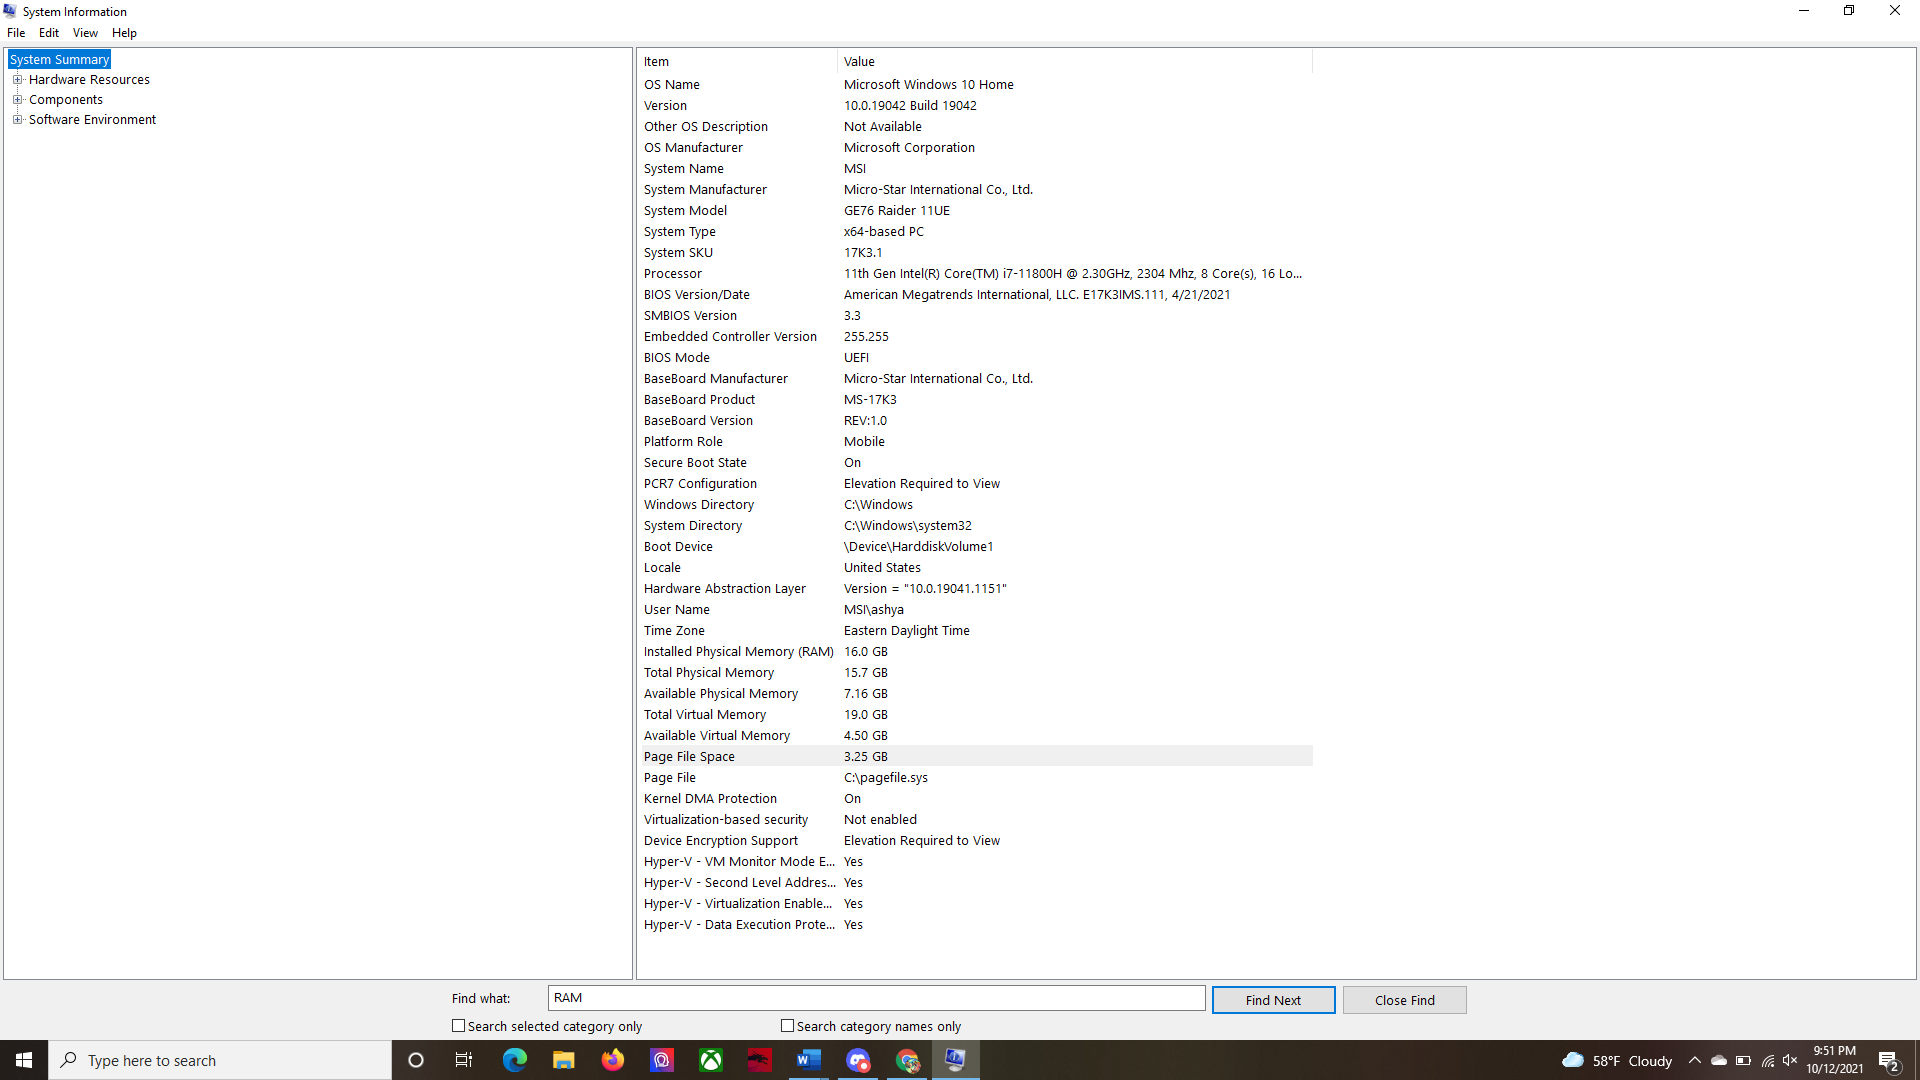 System Information
File Edit View Help
System Summary
Hardware Resources
Components
Software Environment
Item Value
OS Name Microsoft Windows 10 Home
Version 10.0.19042 Build 19042
Other OS Description Not Available
OS Manufacturer Microsoft Corporation
System Name MSI
System Manufacturer Micro-Star International Co., Ltd.
System Model GE76 Raider 11UE
System Type x64-based PC
System SKU 17K3.1
Processor 11th Gen Intel(R) Core(TM) i7-11800H @ 2.30GHz, 2304 Mhz, 8 Core(s), 16 Lo...
BIOS Version/Date American Megatrends International, LLC. E17K3IMS.111, 4/21/2021
SMBIOS Version 3.3
Embedded Controller Version 255.255
BIOS Mode UEFI
BaseBoard Manufacturer Micro-Star International Co., Ltd.
BaseBoard Product MS-17K3
BaseBoard Version REV:1.0
Platform Role Mobile
Secure Boot State On
PCR7 Configuration Elevation Required to View
Windows Directory C:\Windows
System Directory C:\Windows\system32
Boot Device \Device\HarddiskVolume1
Locale United States
Hardware Abstraction Layer Version = "10.0.19041.1151"
User Name MSI\ashya
Time Zone Eastern Daylight Time
Installed Physical Memory (RAM) 16.0 GB
Total Physical Memory 15.7 GB
Available Physical Memory 7.16 GB
Total Virtual Memory 19.0 GB
Available Virtual Memory 4.50 GB
Page File Space 3.25 GB
Page File C:\pagefile.sys
Kernel DMA Protection On
Virtualization-based security Not enabled
Device Encryption Support Elevation Required to View
Hyper-V - VM Monitor Mode E... Yes
Hyper-V - Second Level Addres... Yes
Hyper-V - Virtualization Enable... Yes
Hyper-V - Data Execution Prote... Yes
Find what: RAM Find Next Close Find
Search selected category only Search category names only
Type here to search
58°F Cloudy
9:51 PM
10/12/2021
2